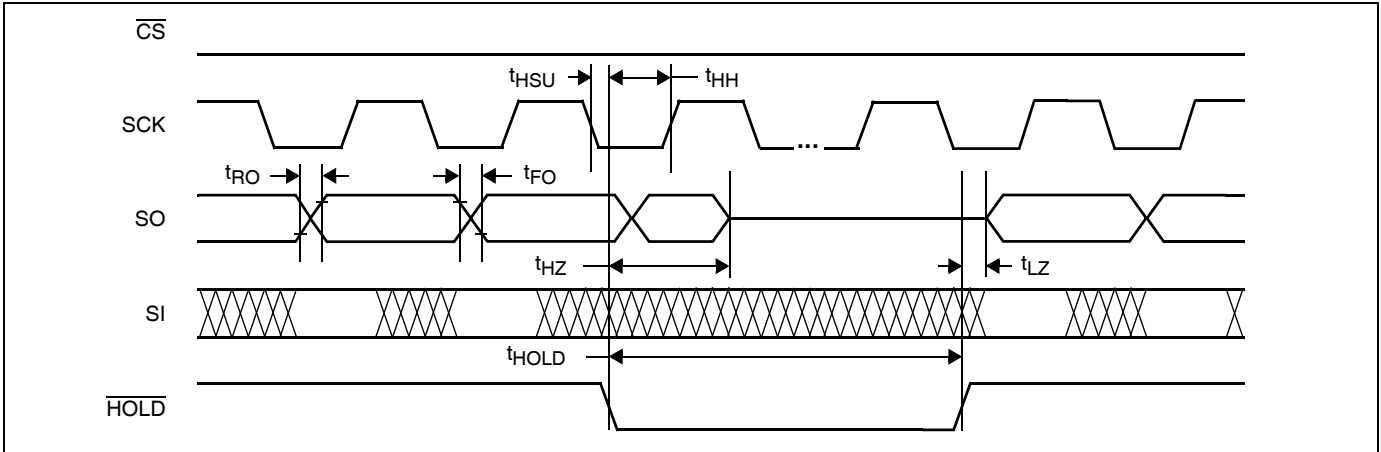 CS
tHSU
tHH
SCK
...
tRO
tFO
SO
tHZ
tLZ
SI
tHOLD
HOLD